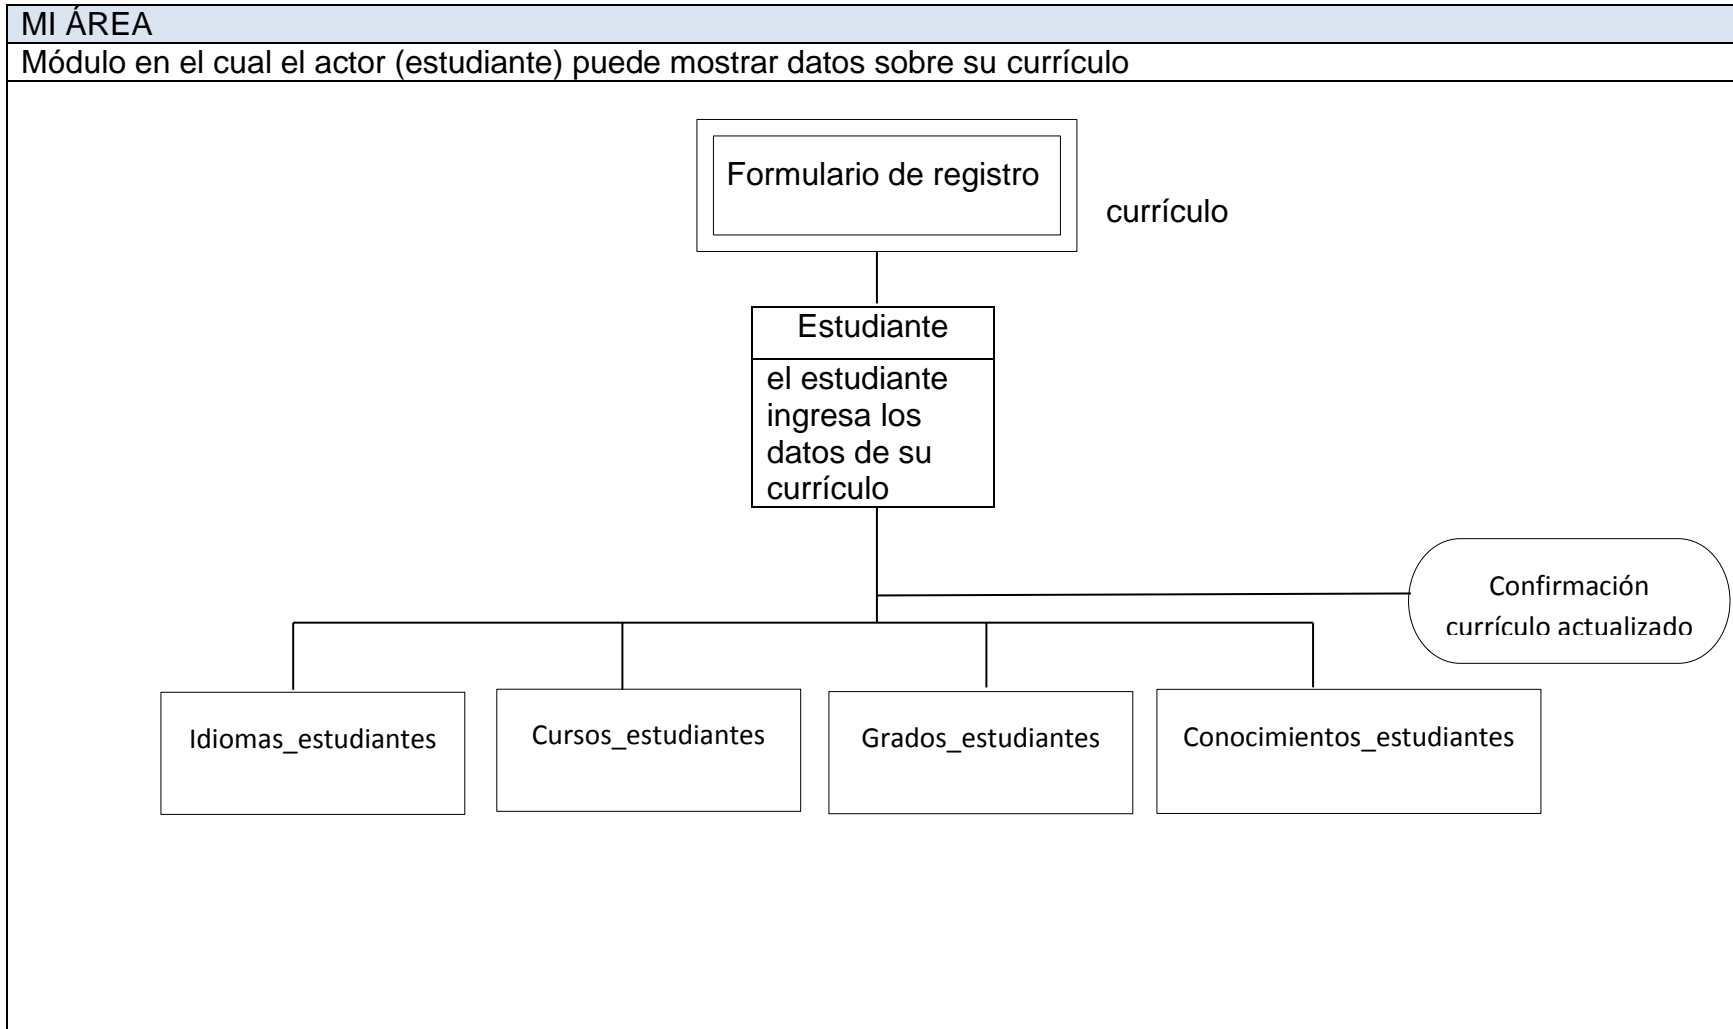 MI ÁREA
Módulo en el cual el actor (estudiante) puede mostrar datos sobre su currículo
Formulario de registro
currículo
Estudiante
el estudiante
ingresa los
datos de su
currículo
Confirmación
currículo actualizado
Idiomas_estudiantes
Cursos_estudiantes
Grados_estudiantes
Conocimientos_estudiantes